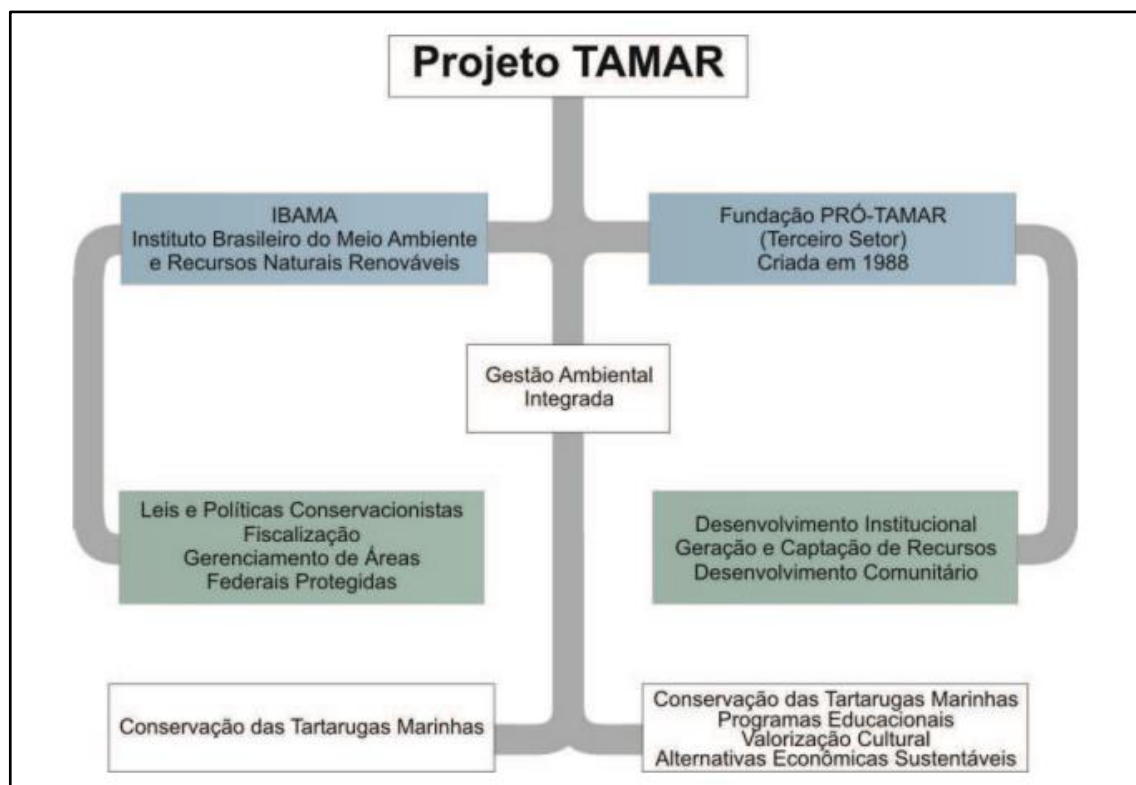 Projeto TAMAR
IBAMA
Instituto Brasileiro do Meio Ambiente
e Recursos Naturais Renováveis
Fundação PRÓ-TAMAR
(Terceiro Setor)
Criada em 1988
Gestão Ambiental
Integrada
Leis e Políticas Conservacionistas
Fiscalização
Gerenciamento de Áreas
Federais Protegidas
Desenvolvimento Institucional
Geração e Captação de Recursos
Desenvolvimento Comunitário
Conservação das Tartarugas Marinhas
Conservação das Tartarugas Marinhas
Programas Educacionais
Valorização Cultural
Alternativas Econômicas Sustentáveis